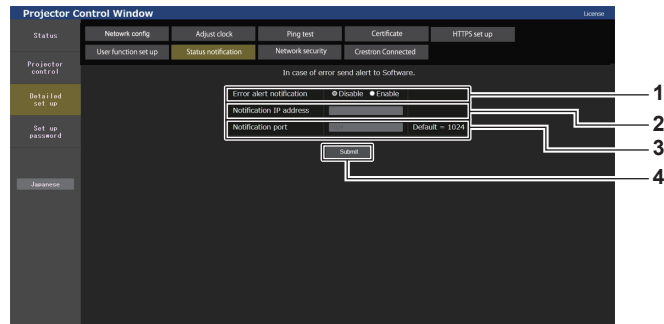 Projector Control Window
License
Status
Netowrk config
Adjust clock
Ping test
Certificate
HTTPS set up
User function set up
Status notification
Network security
Crestron Connected
Projector
control
In case of error send alert to Software.
Detailed
set up
Error alert notification Disable Enable 1
Notification IP address 2
Notification port Default = 1024 3
Set up
password
Submit 4
Japanese